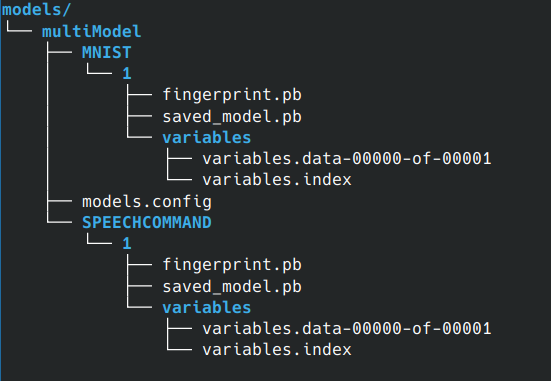 models/
└── multiModel
    ├── MNIST
    │   └── 1
    │       ├── fingerprint.pb
    │       ├── saved_model.pb
    │       └── variables
    │           ├── variables.data-00000-of-00001
    │           └── variables.index
    ├── models.config
    └── SPEECHCOMMAND
        └── 1
            ├── fingerprint.pb
            ├── saved_model.pb
            └── variables
                ├── variables.data-00000-of-00001
                └── variables.index